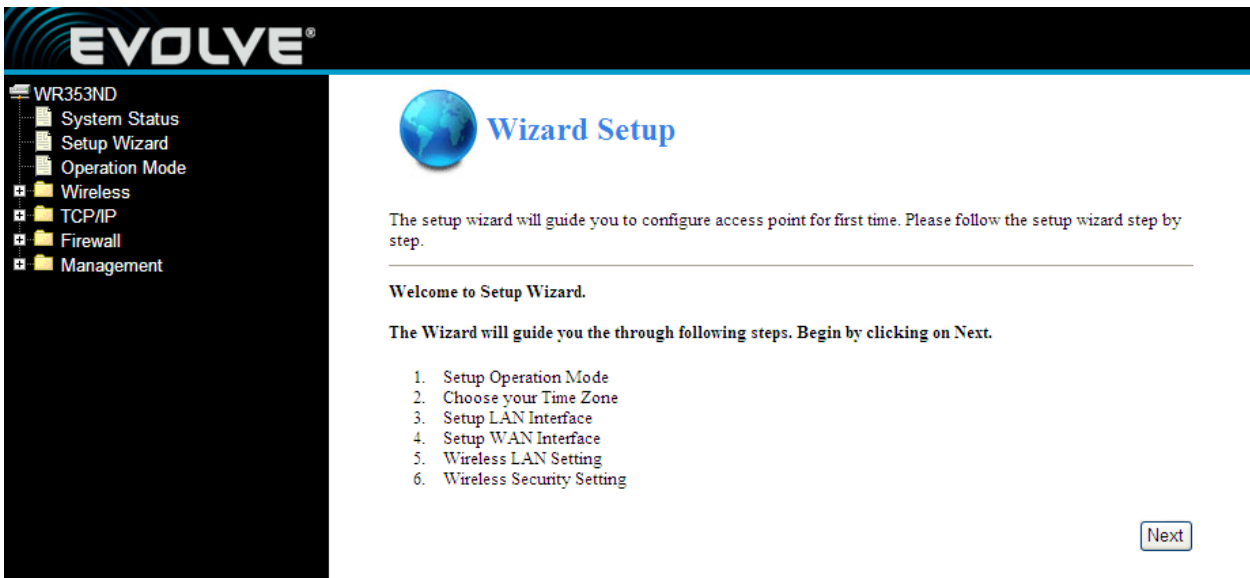 EVOLVE®
WR353ND
System Status
Setup Wizard
Operation Mode
Wireless
TCP/IP
Firewall
Management
Wizard Setup
The setup wizard will guide you to configure access point for first time. Please follow the setup wizard step by
step.
Welcome to Setup Wizard.
The Wizard will guide you the through following steps. Begin by clicking on Next.
1. Setup Operation Mode
2. Choose your Time Zone
3. Setup LAN Interface
4. Setup WAN Interface
5. Wireless LAN Setting
6. Wireless Security Setting
Next